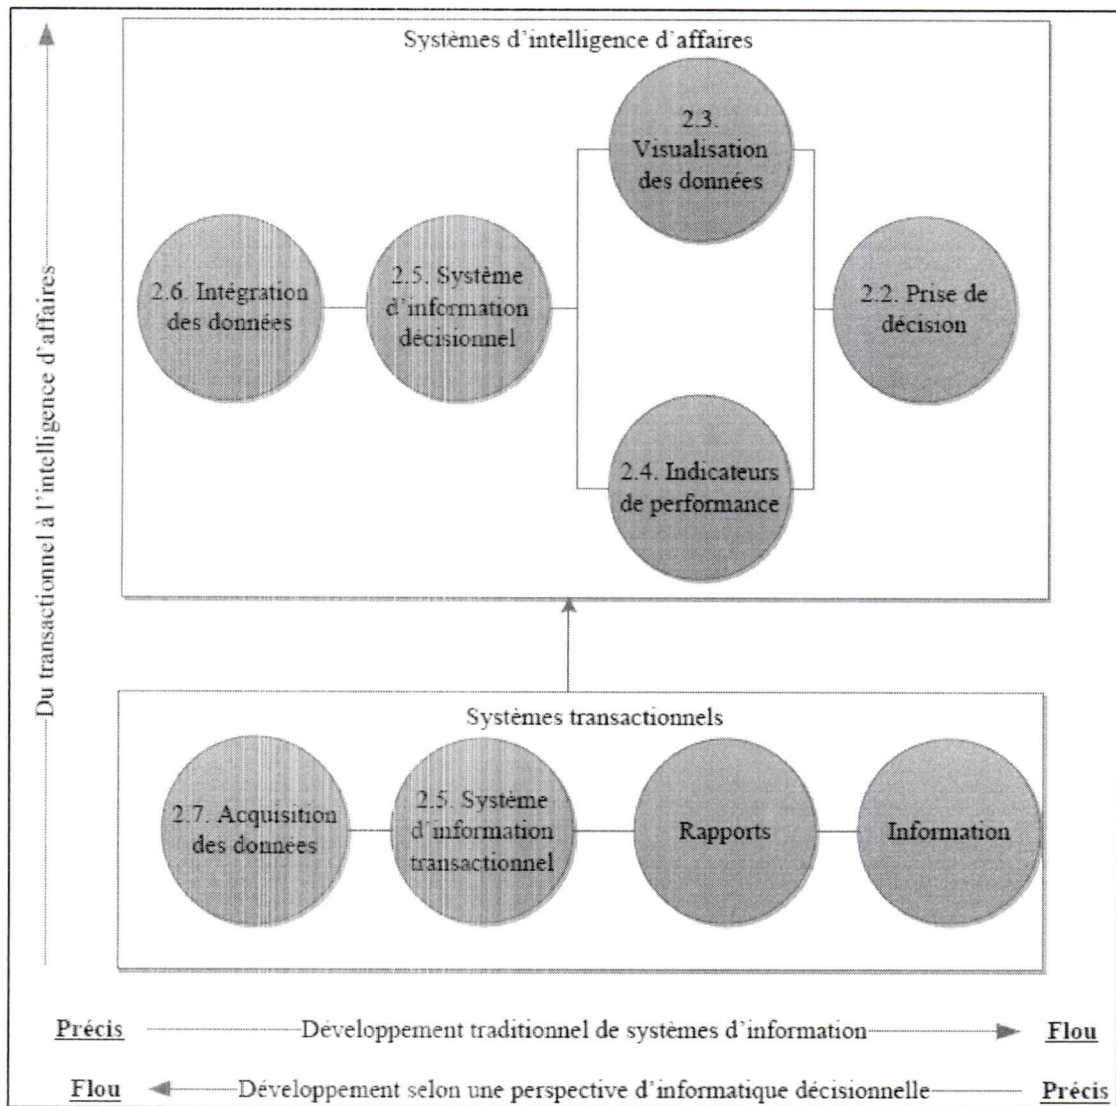 Systèmes d'intelligence d'affaires
2.3.
Visualisation
des données
2.6. Intégration
des données
2.5. Système
d'information
décisionnel
2.2. Prise de
décision
2.4. Indicateurs
de performance
Du transactionnel à l'intelligence d'affaires
Systèmes transactionnels
2.7. Acquisition
des données
2.5. Système
d'information
transactionnel
Rapports
Information
Précis Développement traditionnel de systèmes d'information Flou
Flou Développement selon une perspective d'informatique décisionnelle Précis